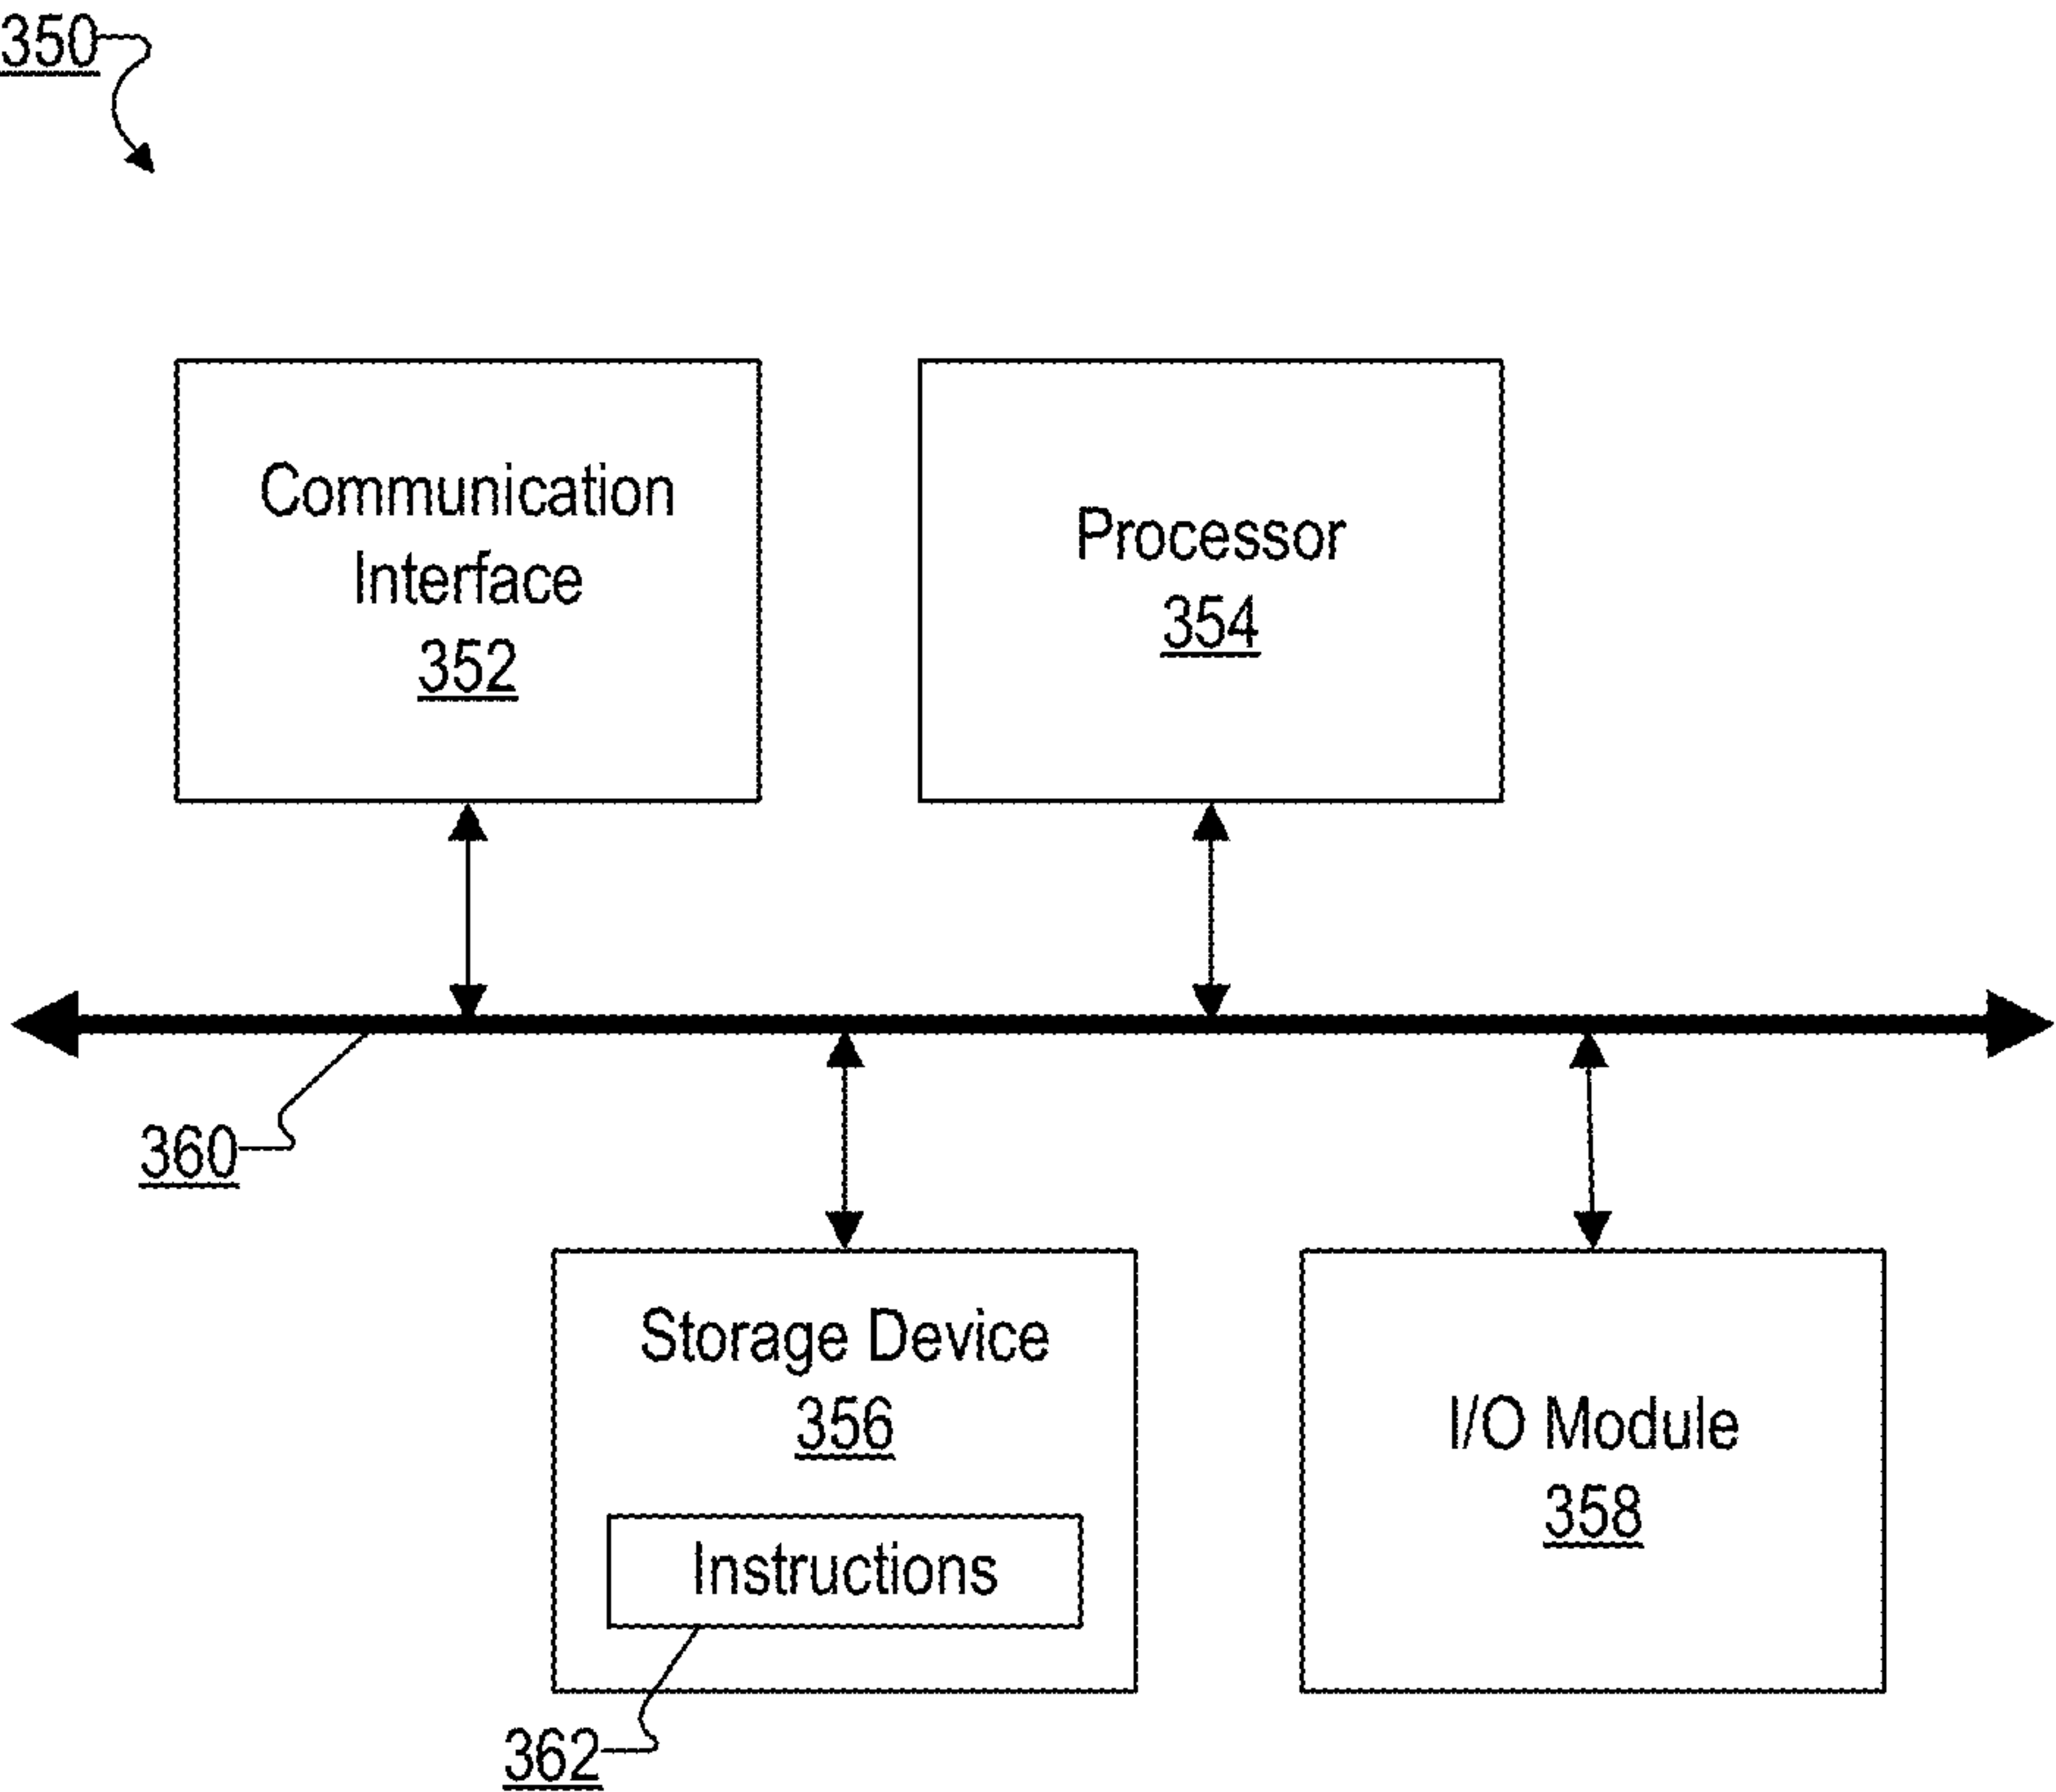 350
Communication
Interface
352
Processor
354
360
Storage Device
356
Instructions
362
I/O Module
358